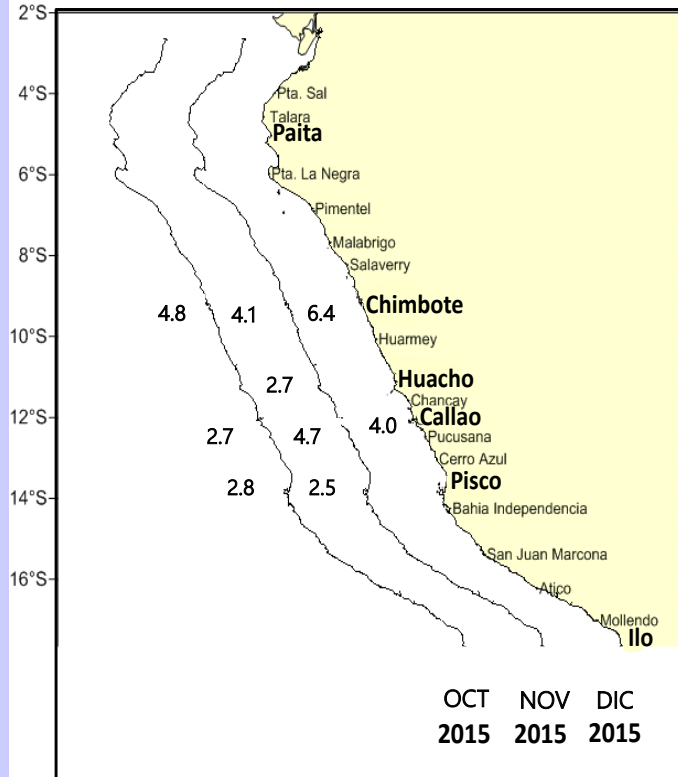 2°S
4°S
Pta. Sal
Talara
Paita
6°S
Pta. La Negra
Pimentel
Malabrigo
8°S
Salaverry
4.8 4.1 6.4 Chimbote
10°S
Huarmey
2.7 Huacho
Chancay
12°S
4.0 Callao
2.7 4.7 Pucusana
Cerro Azul
2.8 2.5 Pisco
14°S
Bahia Independencia
San Juan Marcona
16°S
Atico
Mollendo
Ilo
OCT NOV DIC
2015 2015 2015